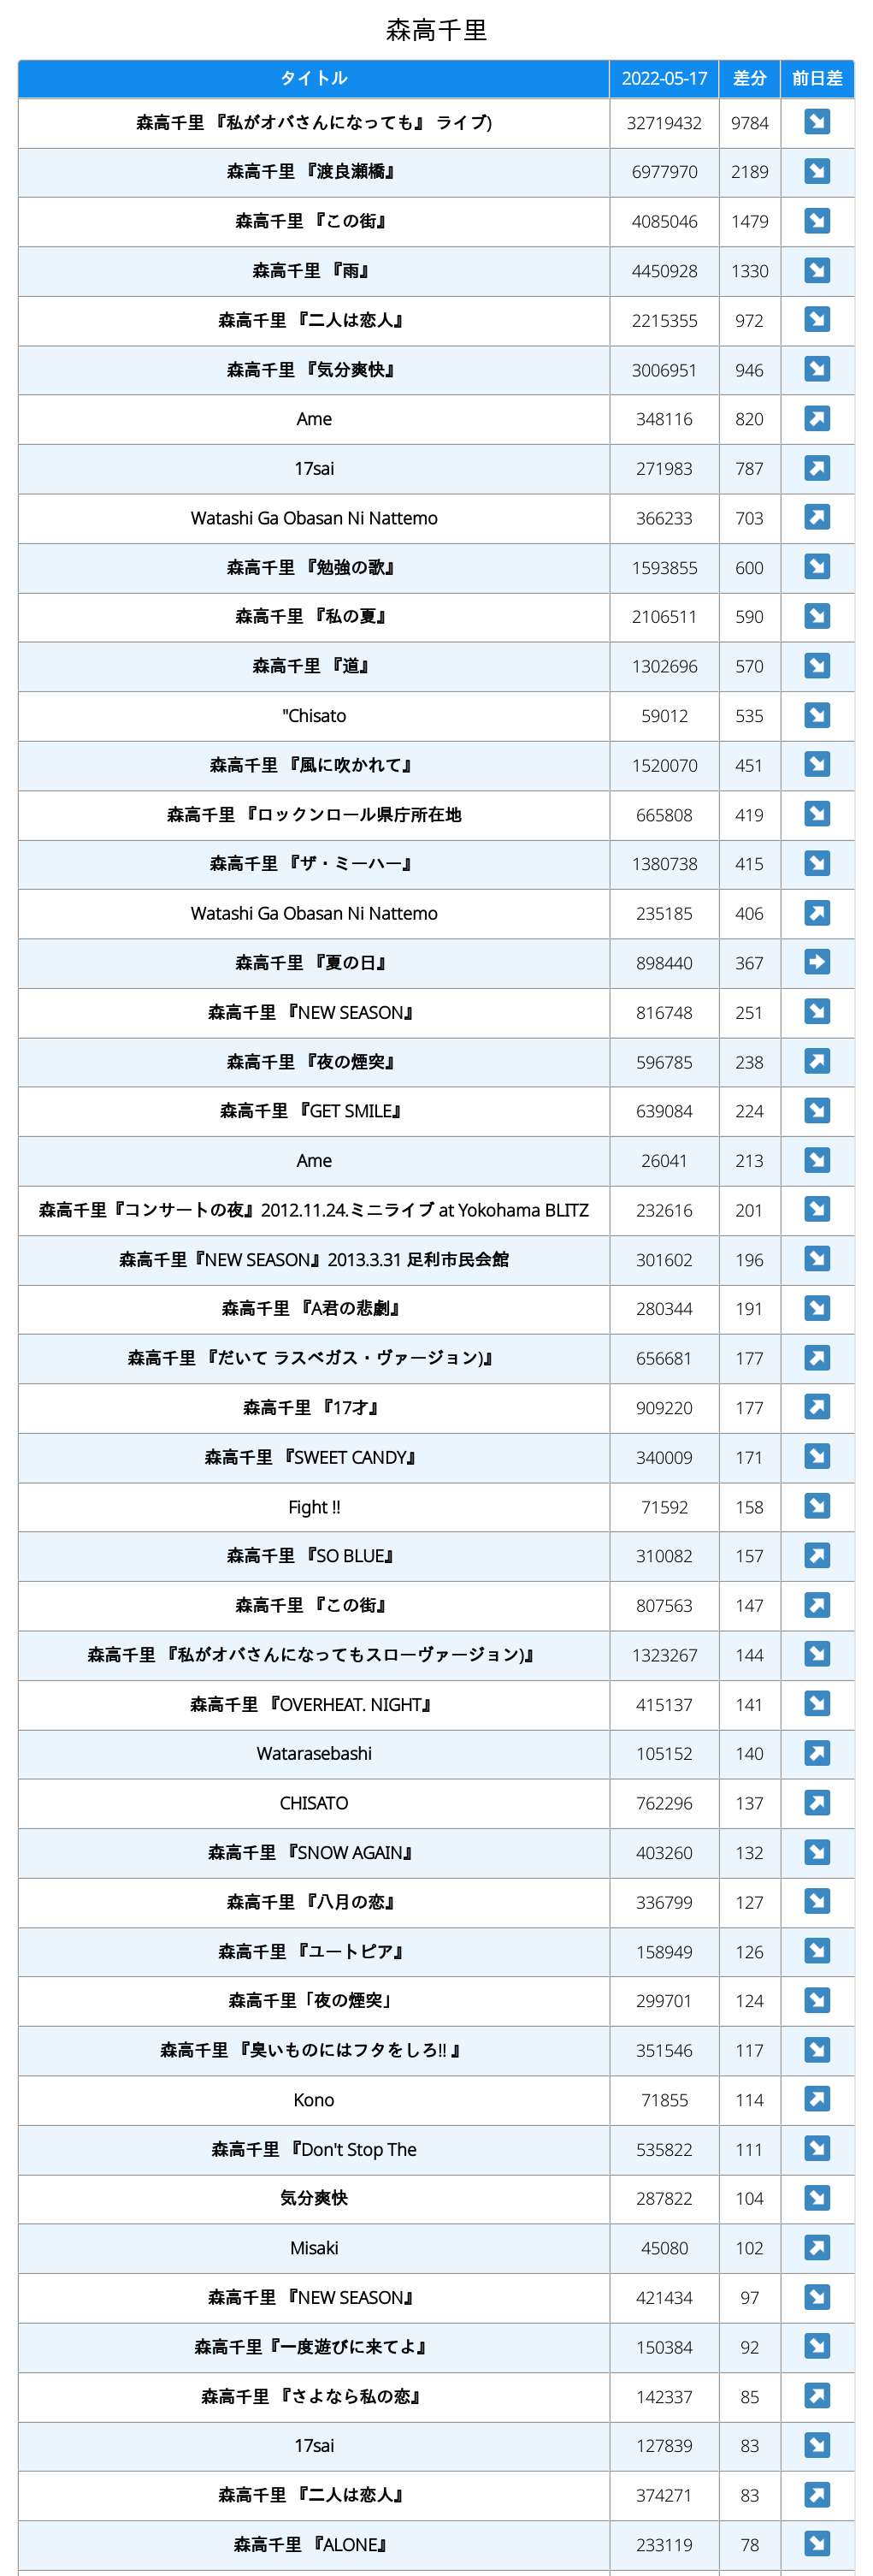 森高千里
タイトル 2022-05-17 差分 前日差
森高千里 『私がオバさんになっても』 ライブ) 32719432 9784 ↘
森高千里 『渡良瀬橋』 6977970 2189 ↘
森高千里 『この街』 4085046 1479 ↘
森高千里 『雨』 4450928 1330 ↘
森高千里 『二人は恋人』 2215355 972 ↘
森高千里 『気分爽快』 3006951 946 ↘
Ame 348116 820 ↗
17sai 271983 787 ↗
Watashi Ga Obasan Ni Nattemo 366233 703 ↗
森高千里 『勉強の歌』 1593855 600 ↘
森高千里 『私の夏』 2106511 590 ↘
森高千里 『道』 1302696 570 ↘
"Chisato 59012 535 ↘
森高千里 『風に吹かれて』 1520070 451 ↘
森高千里 『ロックンロール県庁所在地 665808 419 ↘
森高千里 『ザ・ミーハー』 1380738 415 ↘
Watashi Ga Obasan Ni Nattemo 235185 406 ↗
森高千里 『夏の日』 898440 367 ➡
森高千里 『NEW SEASON』 816748 251 ↘
森高千里 『夜の煙突』 596785 238 ↗
森高千里 『GET SMILE』 639084 224 ↘
Ame 26041 213 ↘
森高千里『コンサートの夜』2012.11.24.ミニライブ at Yokohama BLITZ 232616 201 ↘
森高千里『NEW SEASON』2013.3.31 足利市民会館 301602 196 ↘
森高千里 『A君の悲劇』 280344 191 ↘
森高千里 『だいて ラスベガス・ヴァージョン)』 656681 177 ↗
森高千里 『17才』 909220 177 ↗
森高千里 『SWEET CANDY』 340009 171 ↘
Fight !! 71592 158 ↘
森高千里 『SO BLUE』 310082 157 ↗
森高千里 『この街』 807563 147 ↗
森高千里 『私がオバさんになってもスローヴァージョン)』 1323267 144 ↘
森高千里 『OVERHEAT. NIGHT』 415137 141 ↘
Watarasebashi 105152 140 ↗
CHISATO 762296 137 ↗
森高千里 『SNOW AGAIN』 403260 132 ↘
森高千里 『八月の恋』 336799 127 ↘
森高千里 『ユートピア』 158949 126 ↘
森高千里「夜の煙突」 299701 124 ↘
森高千里 『臭いものにはフタをしろ!! 』 351546 117 ↘
Kono 71855 114 ↗
森高千里 『Don't Stop The 535822 111 ↘
気分爽快 287822 104 ↘
Misaki 45080 102 ↗
森高千里 『NEW SEASON』 421434 97 ↘
森高千里『一度遊びに来てよ』 150384 92 ↘
森高千里 『さよなら私の恋』 142337 85 ↗
17sai 127839 83 ↘
森高千里 『二人は恋人』 374271 83 ↗
森高千里 『ALONE』 233119 78 ↘